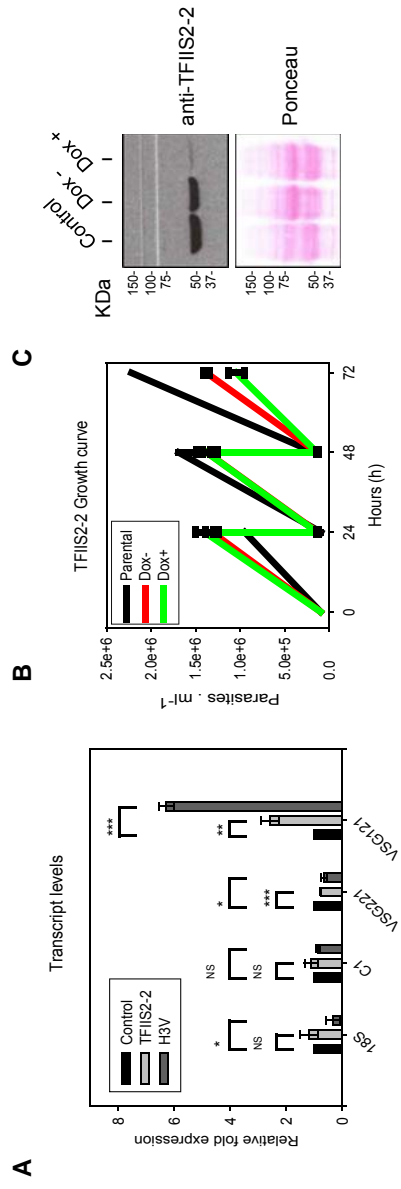 A
Transcript levels
Relative fold expression
8
6
4
2
0
Control
TFIIS2-2
H3V
*
NS
NS
NS
*
***
***
**
18S
C1
VSG221
VSG121
B
TFIIS2-2 Growth curve
Parasites . ml-1
2.5e+6
2.0e+6
1.5e+6
1.0e+6
5.0e+5
0.0
Parental
Dox-
Dox+
0
24
48
72
Hours (h)
C
KDa
Control
Dox -
Dox +
150-
100-
75-
50-
37-
anti-TFIIS2-2
150-
100-
75-
50-
37-
Ponceau